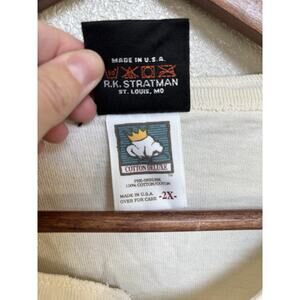 MADE IN U.S.A.
R.K. STRATMAN
ST. LOUIS, MO
COTTON DELUXE
TM
PRE-SHRUNK
100% COTTON/COTON
MADE IN U.S.A.
OVER FOR CARE
-2X-